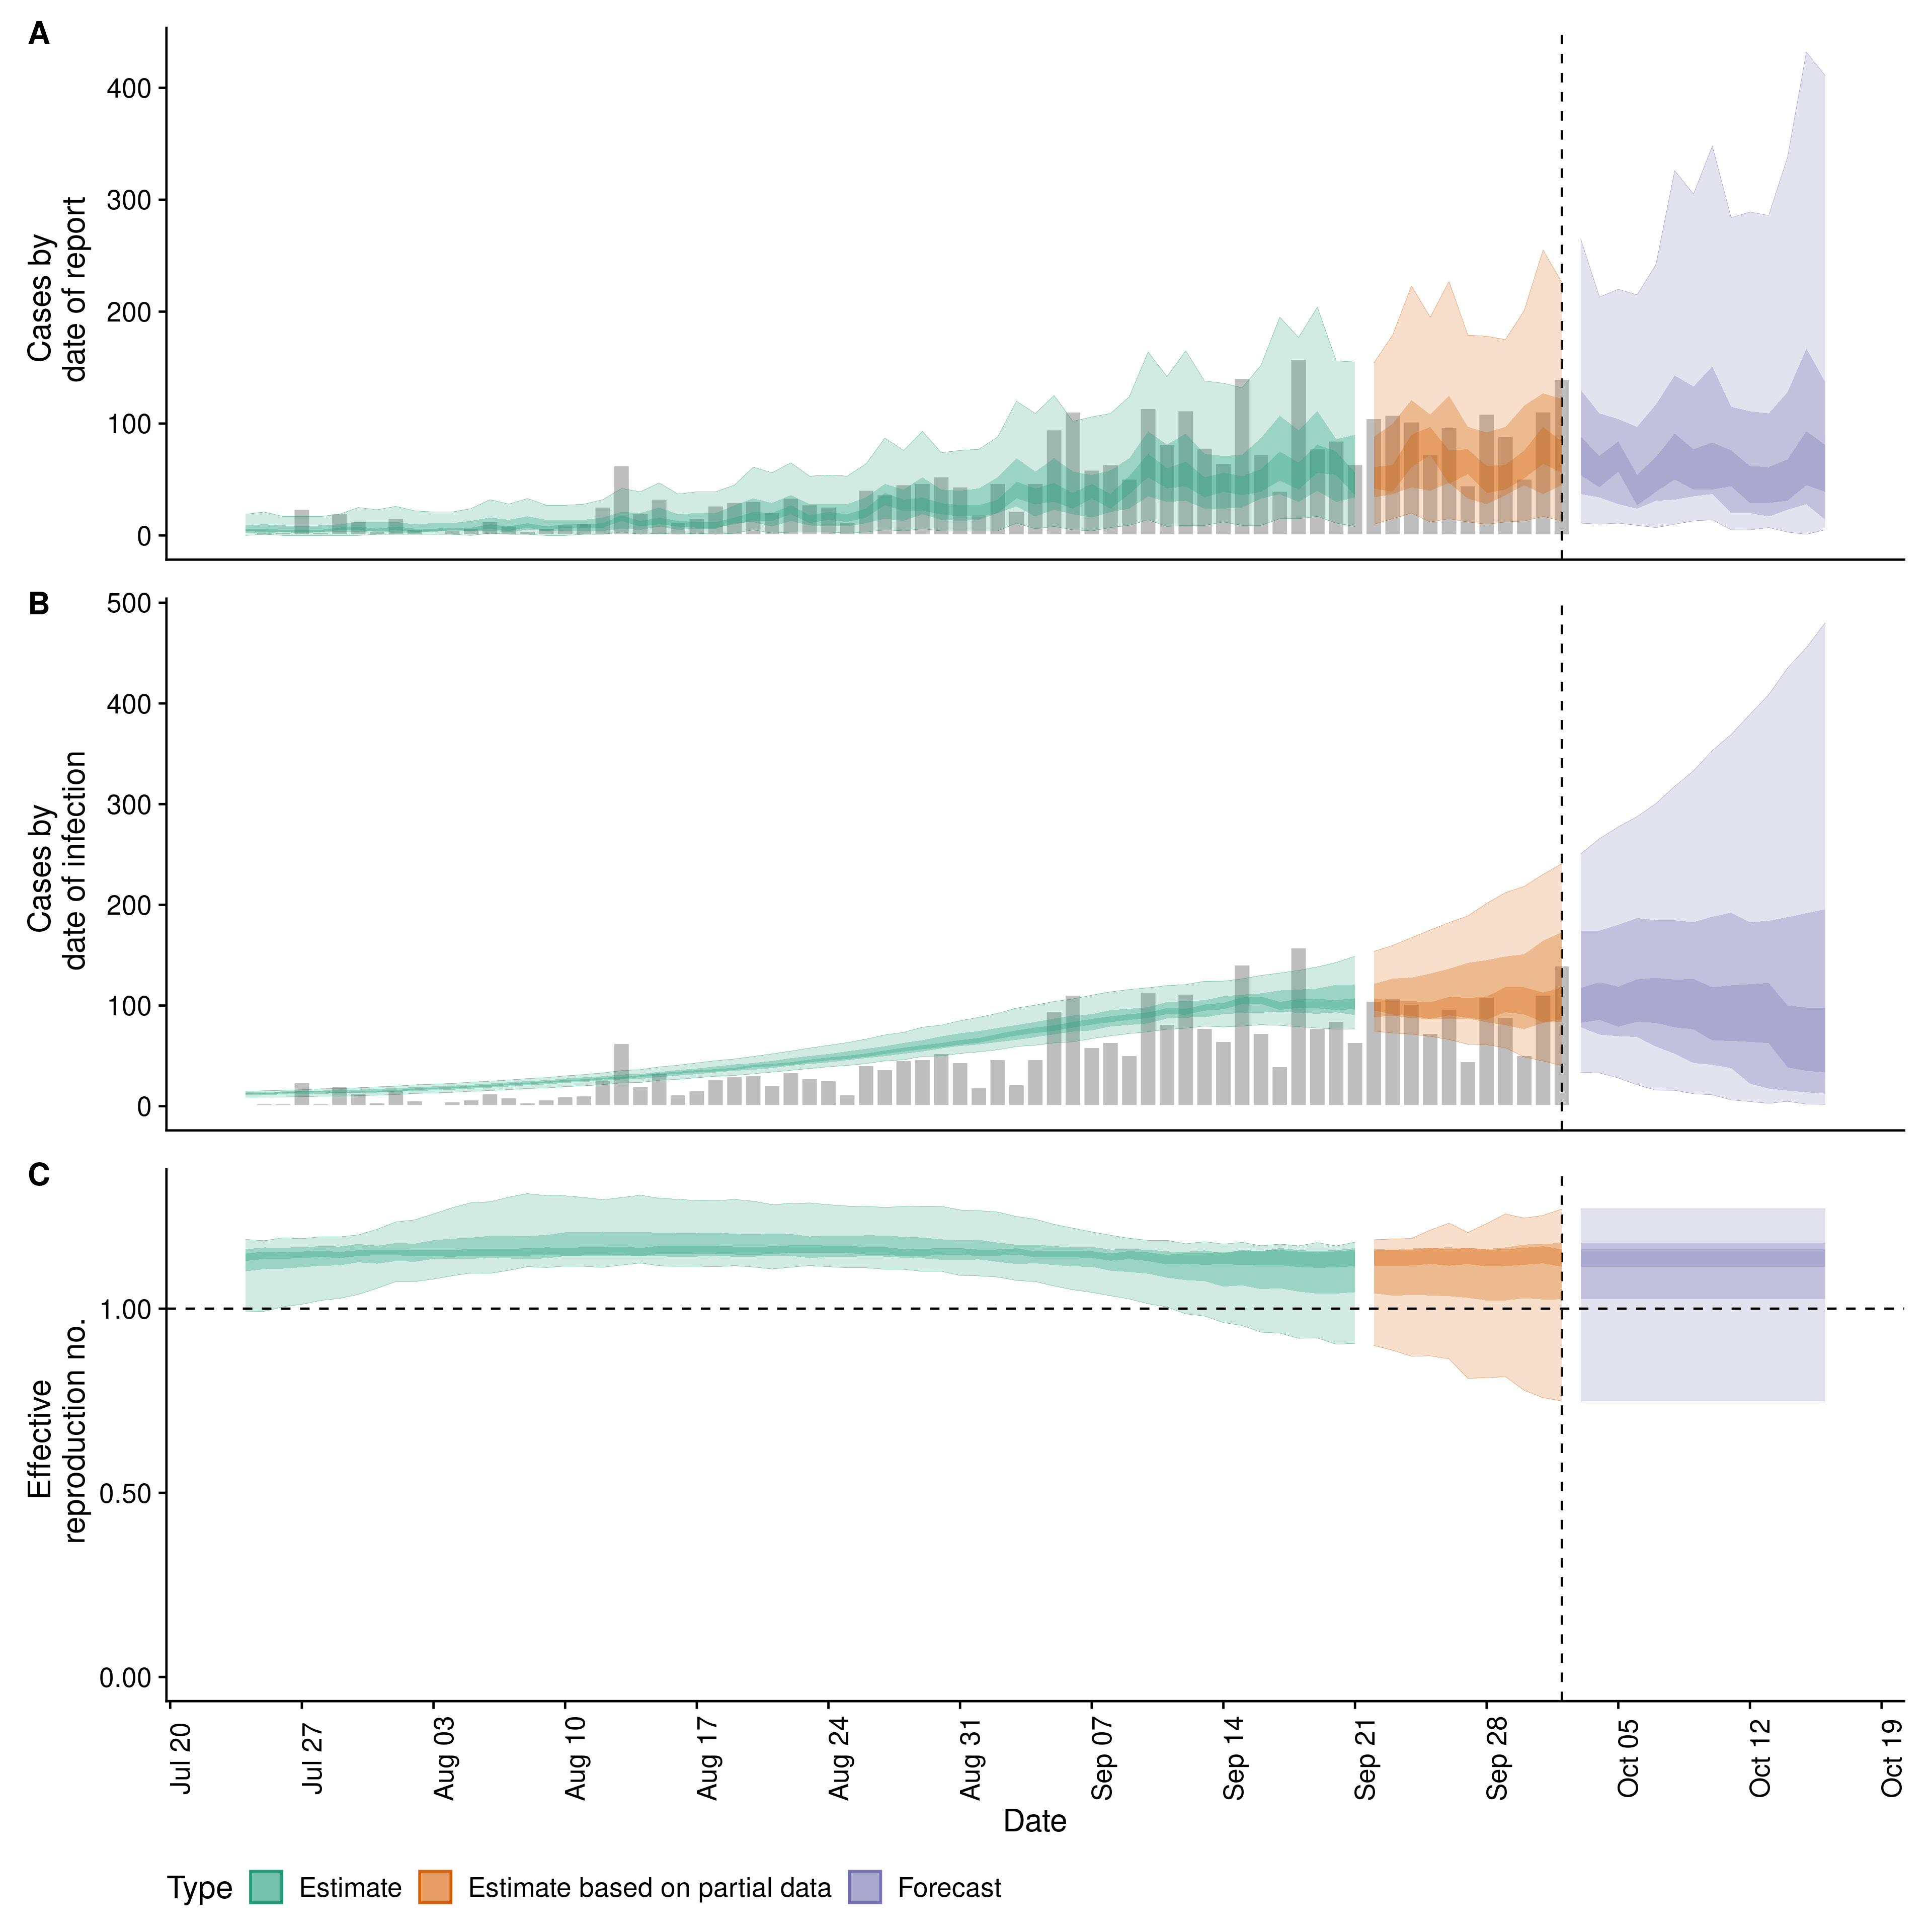 A
400
300
200
100
0
Cases by
date of report
B
500
400
300
200
100
0
Cases by
date of infection
C
1.00
0.50
0.00
Effective
reproduction no.
Jul 20
Jul 27
Aug 03
Aug 10
Aug 17
Aug 24
Aug 31
Sep 07
Sep 14
Sep 21
Sep 28
Oct 05
Oct 12
Oct 19
Date
Type Estimate Estimate based on partial data Forecast